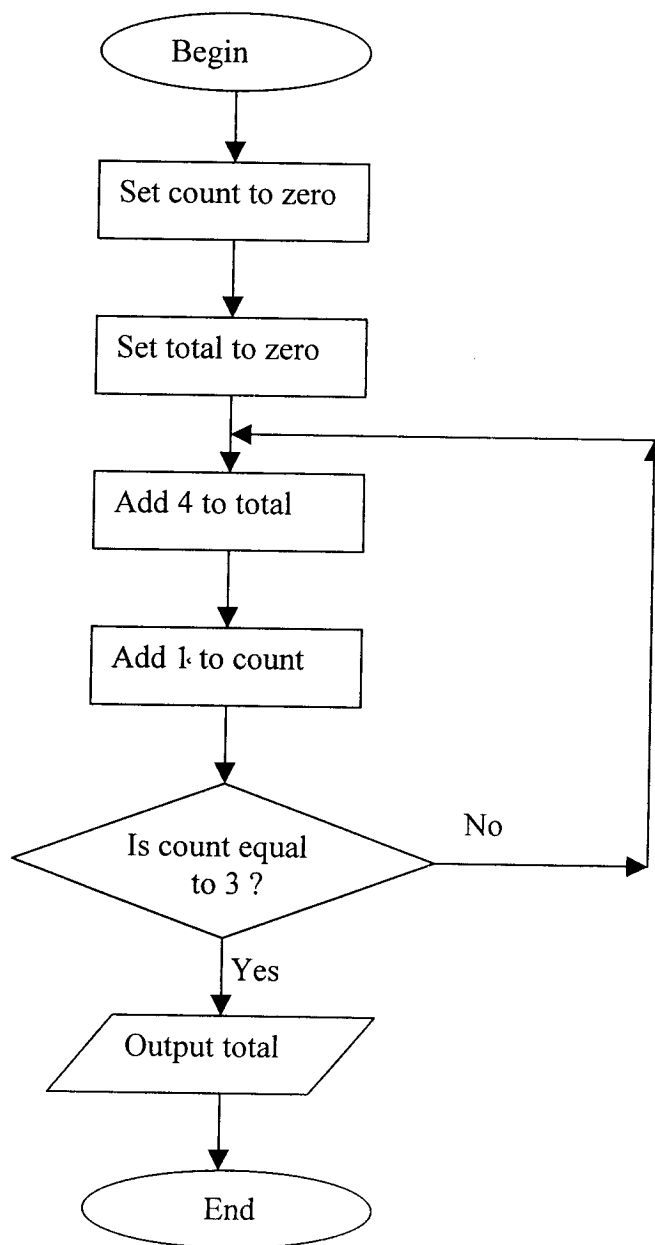 Begin
Set count to zero
Set total to zero
Add 4 to total
Add 1 to count
Is count equal
to 3 ?
No
Yes
Output total
End